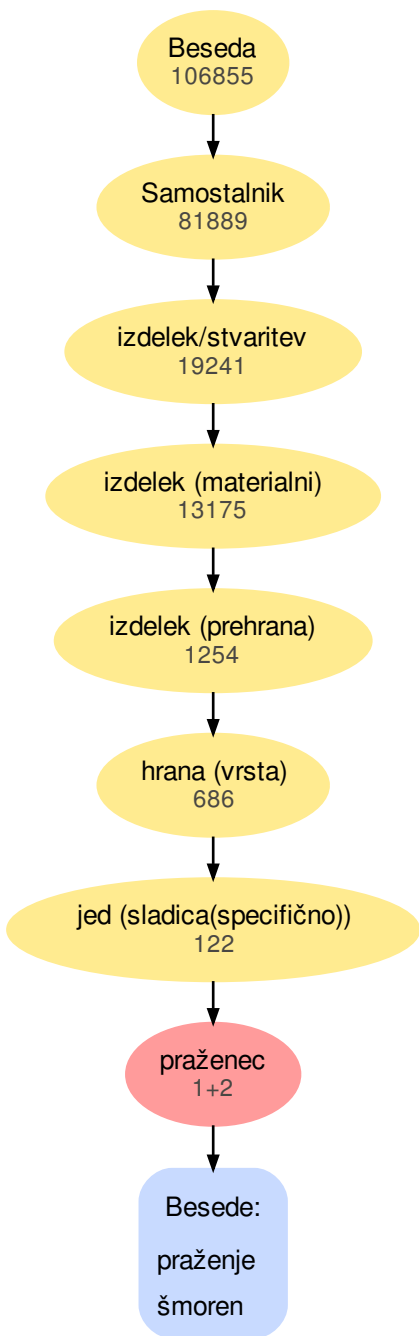 Beseda
106855
Samostalnik
81889
izdelek/stvaritev
19241
izdelek (materialni)
13175
izdelek (prehrana)
1254
hrana (vrsta)
686
jed (sladica(specifično))
122
praženec
1+2
Besede:
praženje
šmoren